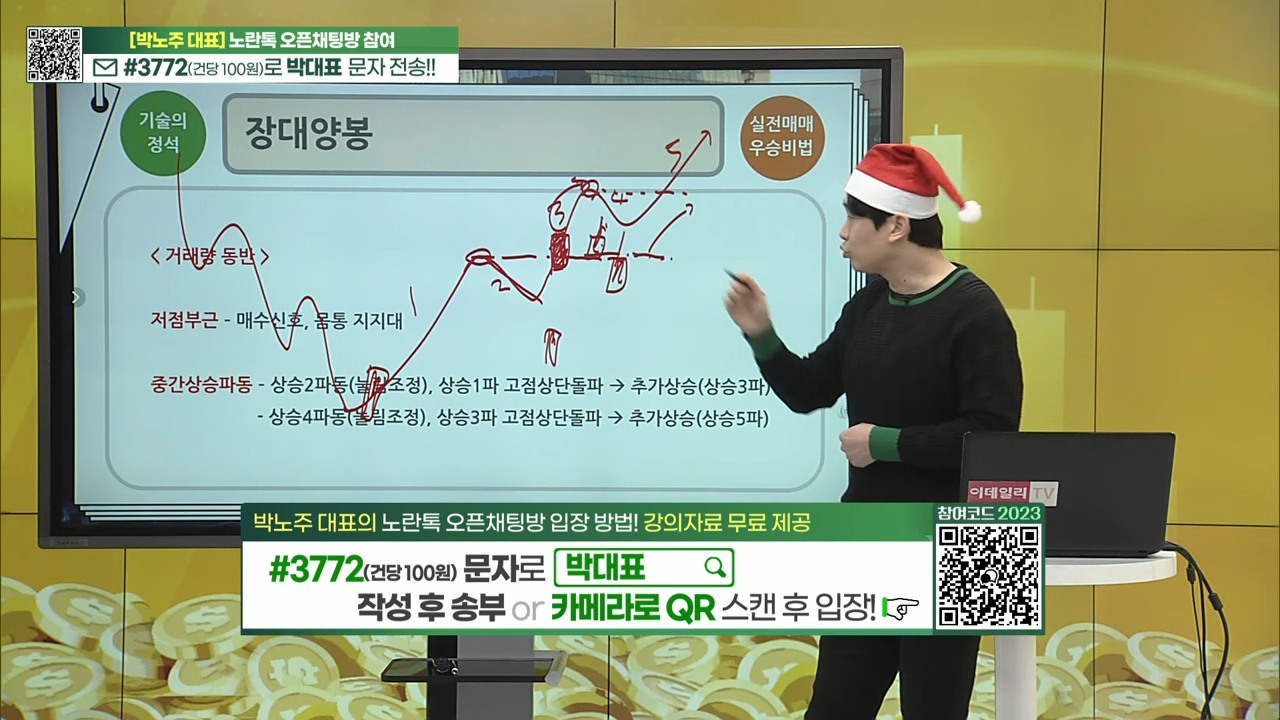 [박노주 대표] 노란톡 오픈채팅방 참여
#3772(건당 100원)로 박대표 문자 전송!!
기술의
정석
장대양봉
실전매매
우승비법
< 거래량 동반 >
저점부근 - 매수신호, 몸통 지지대
중간상승파동 - 상승2파동(눌림조정), 상승1파 고점상단돌파 → 추가상승(상승3파)
- 상승4파동(눌림조정), 상승3파 고점상단돌파 → 추가상승(상승5파)
1
2
3
4
5
이데일리TV
박노주 대표의 노란톡 오픈채팅방 입장 방법! 강의자료 무료 제공
참여코드 2023
#3772(건당 100원) 문자로 박대표
작성 후 송부 or 카메라로 QR 스캔 후 입장!